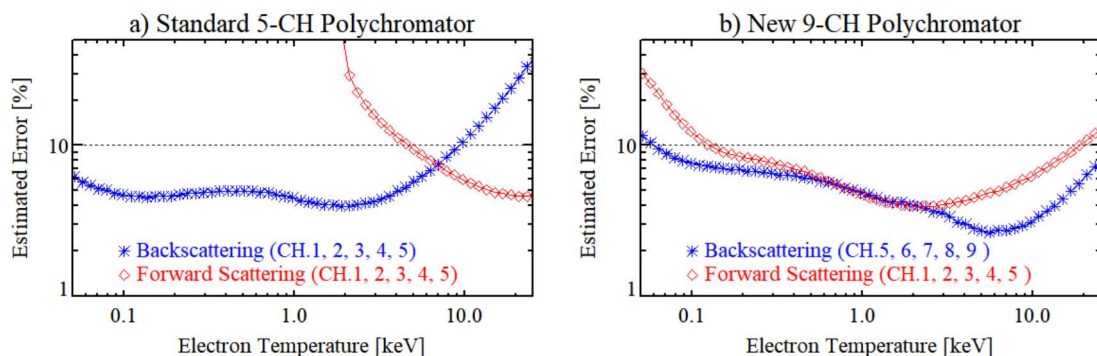 a) Standard 5-CH Polychromator
Estimated Error [%]
10
1
Backscattering (CH.1, 2, 3, 4, 5)
Forward Scattering (CH.1, 2, 3, 4, 5)
0.1 1.0 10.0
Electron Temperature [keV]
b) New 9-CH Polychromator
Estimated Error [%]
10
1
Backscattering (CH.5, 6, 7, 8, 9 )
Forward Scattering (CH.1, 2, 3, 4, 5 )
0.1 1.0 10.0
Electron Temperature [keV]